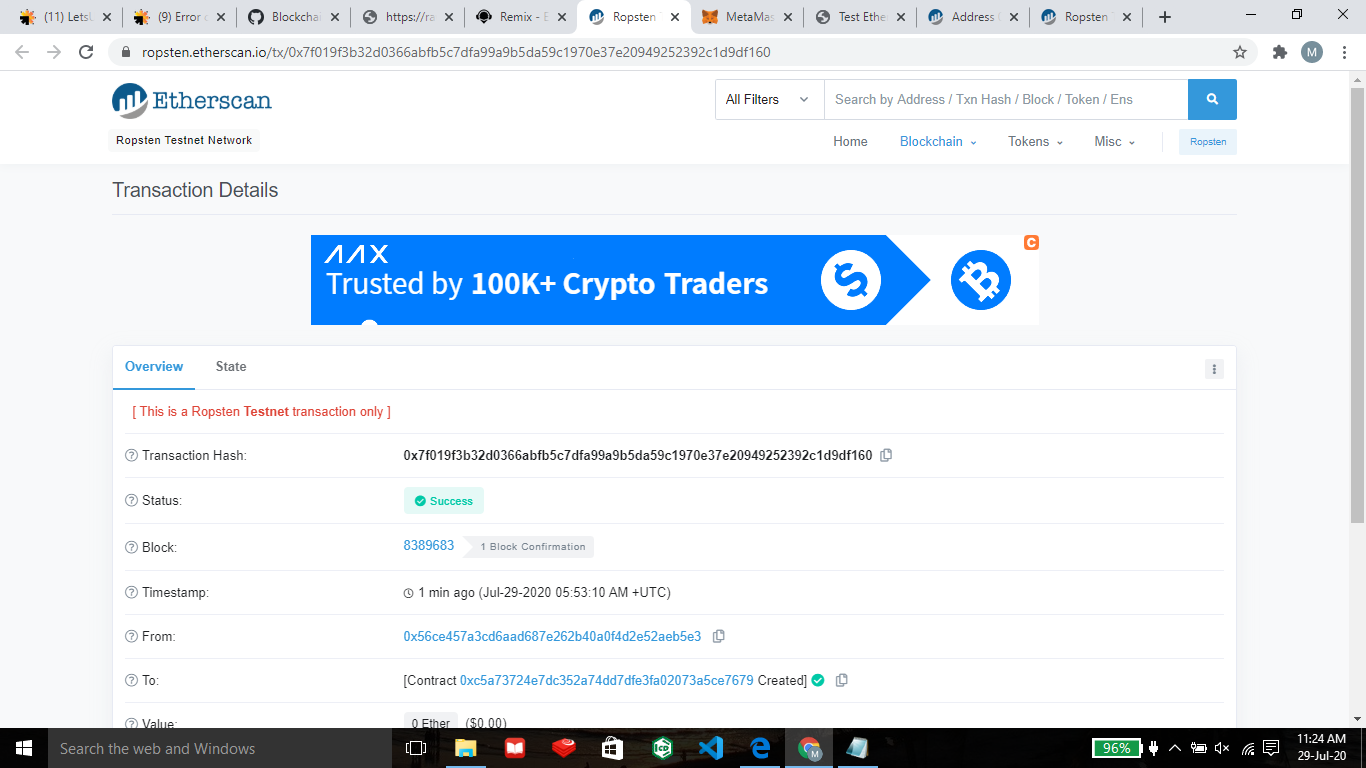 (11) LetsU
(9) Error
Blockchai
https://ra
Remix - E
Ropsten
MetaMas
Test Ethe
Address
Ropsten
ropsten.etherscan.io/tx/0x7f019f3b32d0366abfb5c7dfa99a9b5da59c1970e37e20949252392c1d9df160
M
Etherscan
All Filters
Search by Address / Txn Hash / Block / Token / Ens
Ropsten Testnet Network
Home Blockchain Tokens Misc Ropsten
Transaction Details
AAX
Trusted by 100K+ Crypto Traders
C
Overview State
[ This is a Ropsten Testnet transaction only ]
Transaction Hash: 0x7f019f3b32d0366abfb5c7dfa99a9b5da59c1970e37e20949252392c1d9df160
Status: Success
Block: 8389683 1 Block Confirmation
Timestamp: 1 min ago (Jul-29-2020 05:53:10 AM +UTC)
From: 0x56ce457a3cd6aad687e262b40a0f4d2e52aeb5e3
To: [Contract 0xc5a73724e7dc352a74dd7dfe3fa02073a5ce7679 Created]
Value: 0 Ether ($0.00)
Search the web and Windows
96%
11:24 AM
29-Jul-20